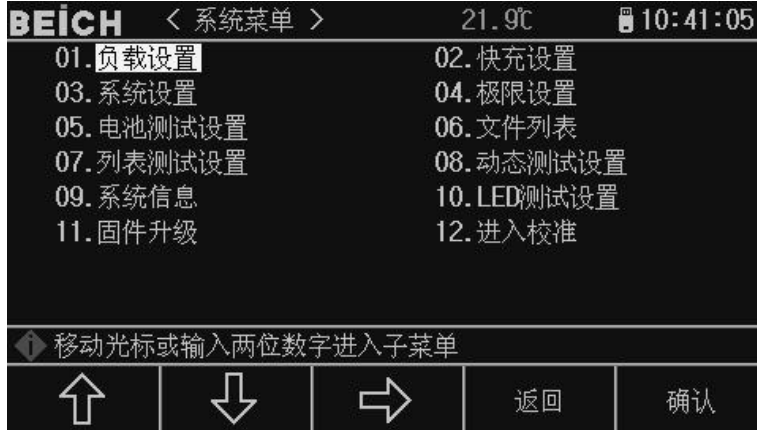 BEICH < 系统菜单 > 21.9℃ 10:41:05
01.负载设置 02.快充设置
03.系统设置 04.极限设置
05.电池测试设置 06.文件列表
07.列表测试设置 08.动态测试设置
09.系统信息 10.LED测试设置
11.固件升级 12.进入校准
移动光标或输入两位数字进入子菜单
返回 确认